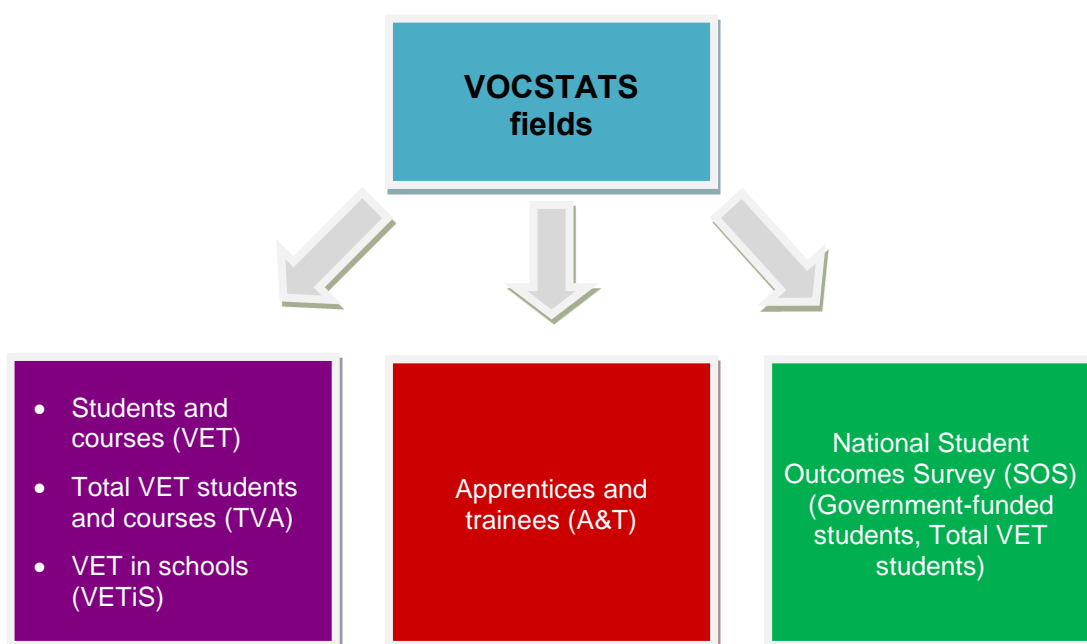 VOCSTATS
fields
• Students and
courses (VET)
• Total VET students
and courses (TVA)
• VET in schools
(VETiS)
Apprentices and
trainees (A&T)
National Student
Outcomes Survey (SOS)
(Government-funded
students, Total VET
students)